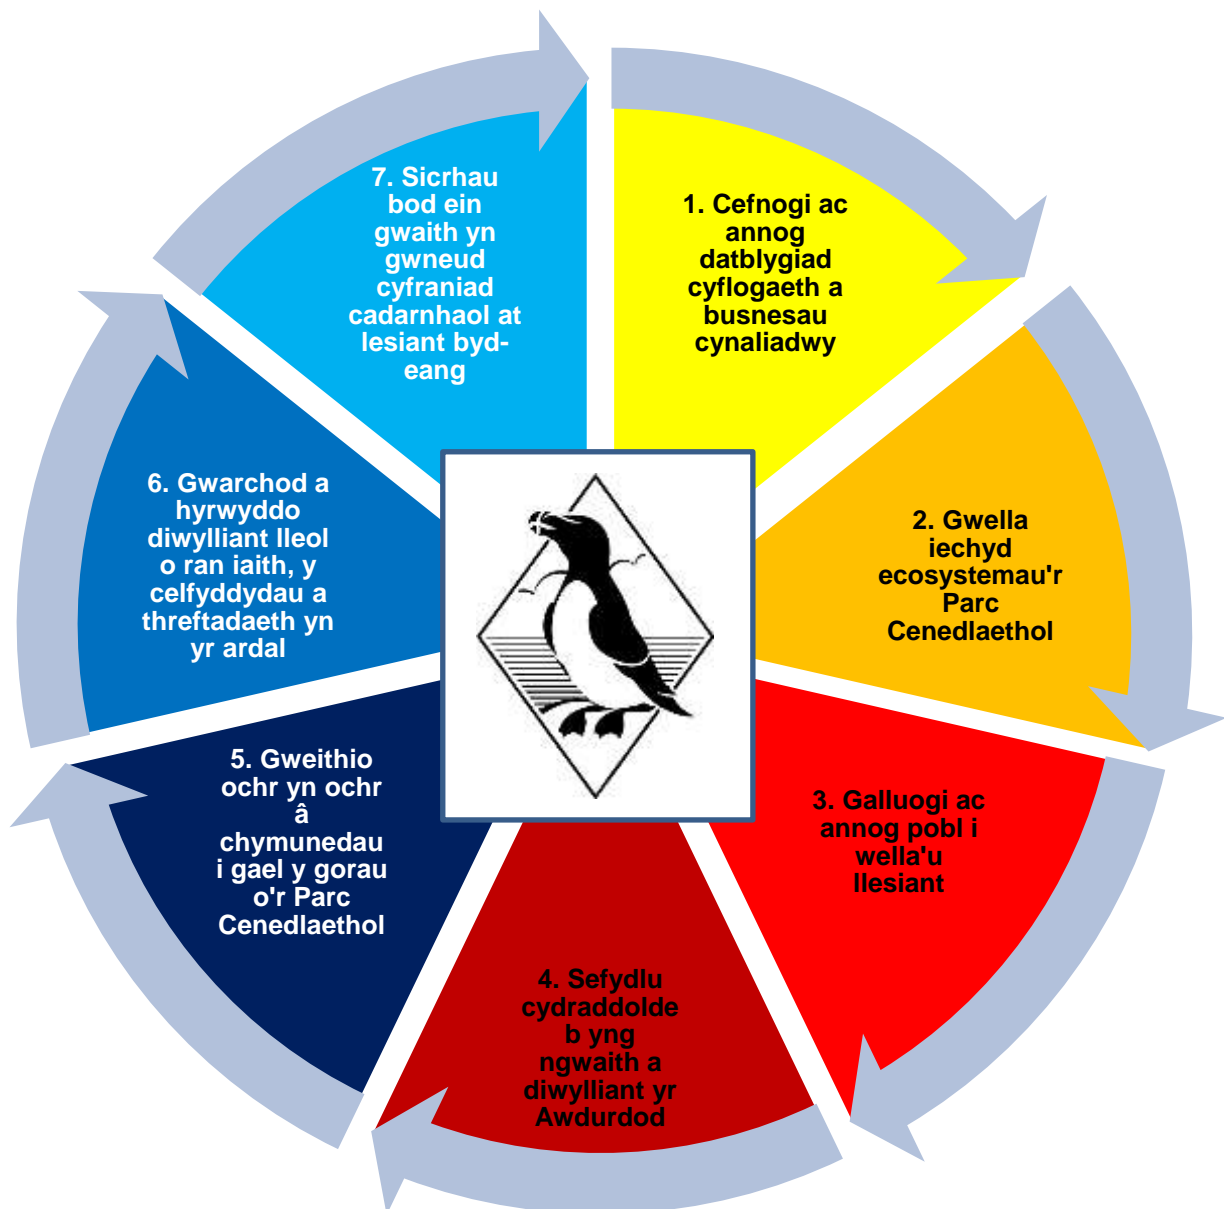 1. Cefnogi ac
annog
datblygiad
cyflogaeth a
busnesau
cynaliadwy
2. Gwella
iechyd
ecosystemau'r
Parc
Cenedlaethol
3. Galluogi ac
annog pobl i
wella'u
llesiant
4. Sefydlu
cydraddolde
b yng
ngwaith a
diwylliant yr
Awdurdod
5. Gweithio
ochr yn ochr
â
chymunedau
i gael y gorau
o'r Parc
Cenedlaethol
6. Gwarchod a
hyrwyddo
diwylliant lleol
o ran iaith, y
celfyddydau a
threftadaeth yn
yr ardal
7. Sicrhau
bod ein
gwaith yn
gwneud
cyfraniad
cadarnhaol at
lesiant byd-
eang